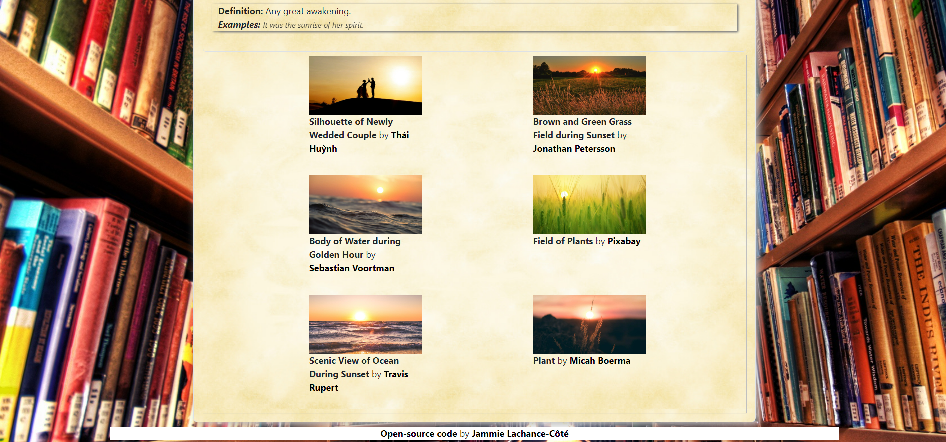 Definition: Any great awakening.
Examples: It was the sunrise of her spirit.
Silhouette of Newly
Wedded Couple by Thái
Huỳnh
Brown and Green Grass
Field during Sunset by
Jonathan Petersson
Body of Water during
Golden Hour by
Sebastian Voortman
Field of Plants by Pixabay
Scenic View of Ocean
During Sunset by Travis
Rupert
Plant by Micah Boerma
THE INDUS RIVER
Open-source code by Jammie Lachance-Côté